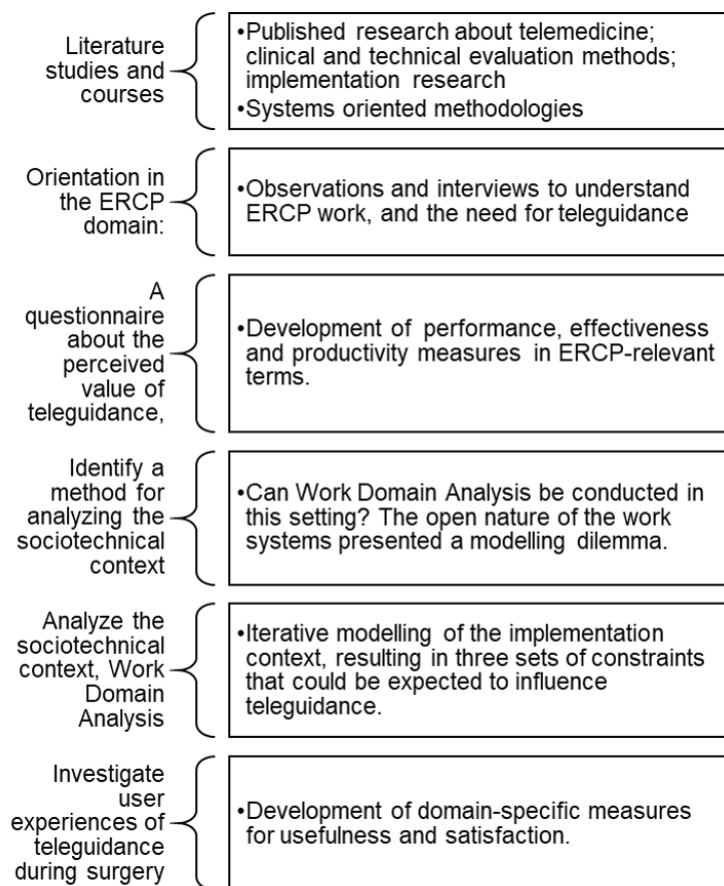 Literature
studies and
courses
•Published research about telemedicine;
clinical and technical evaluation methods;
implementation research
•Systems oriented methodologies
Orientation in
the ERCP
domain:
•Observations and interviews to understand
ERCP work, and the need for teleguidance
A
questionnaire
about the
perceived
value of
teleguidance,
•Development of performance, effectiveness
and productivity measures in ERCP-relevant
terms.
Identify a
method for
analyzing the
sociotechnical
context
•Can Work Domain Analysis be conducted in
this setting? The open nature of the work
systems presented a modelling dilemma.
Analyze the
sociotechnical
context, Work
Domain
Analysis
•Iterative modelling of the implementation
context, resulting in three sets of constraints
that could be expected to influence
teleguidance.
Investigate
user
experiences of
teleguidance
during surgery
•Development of domain-specific measures
for usefulness and satisfaction.